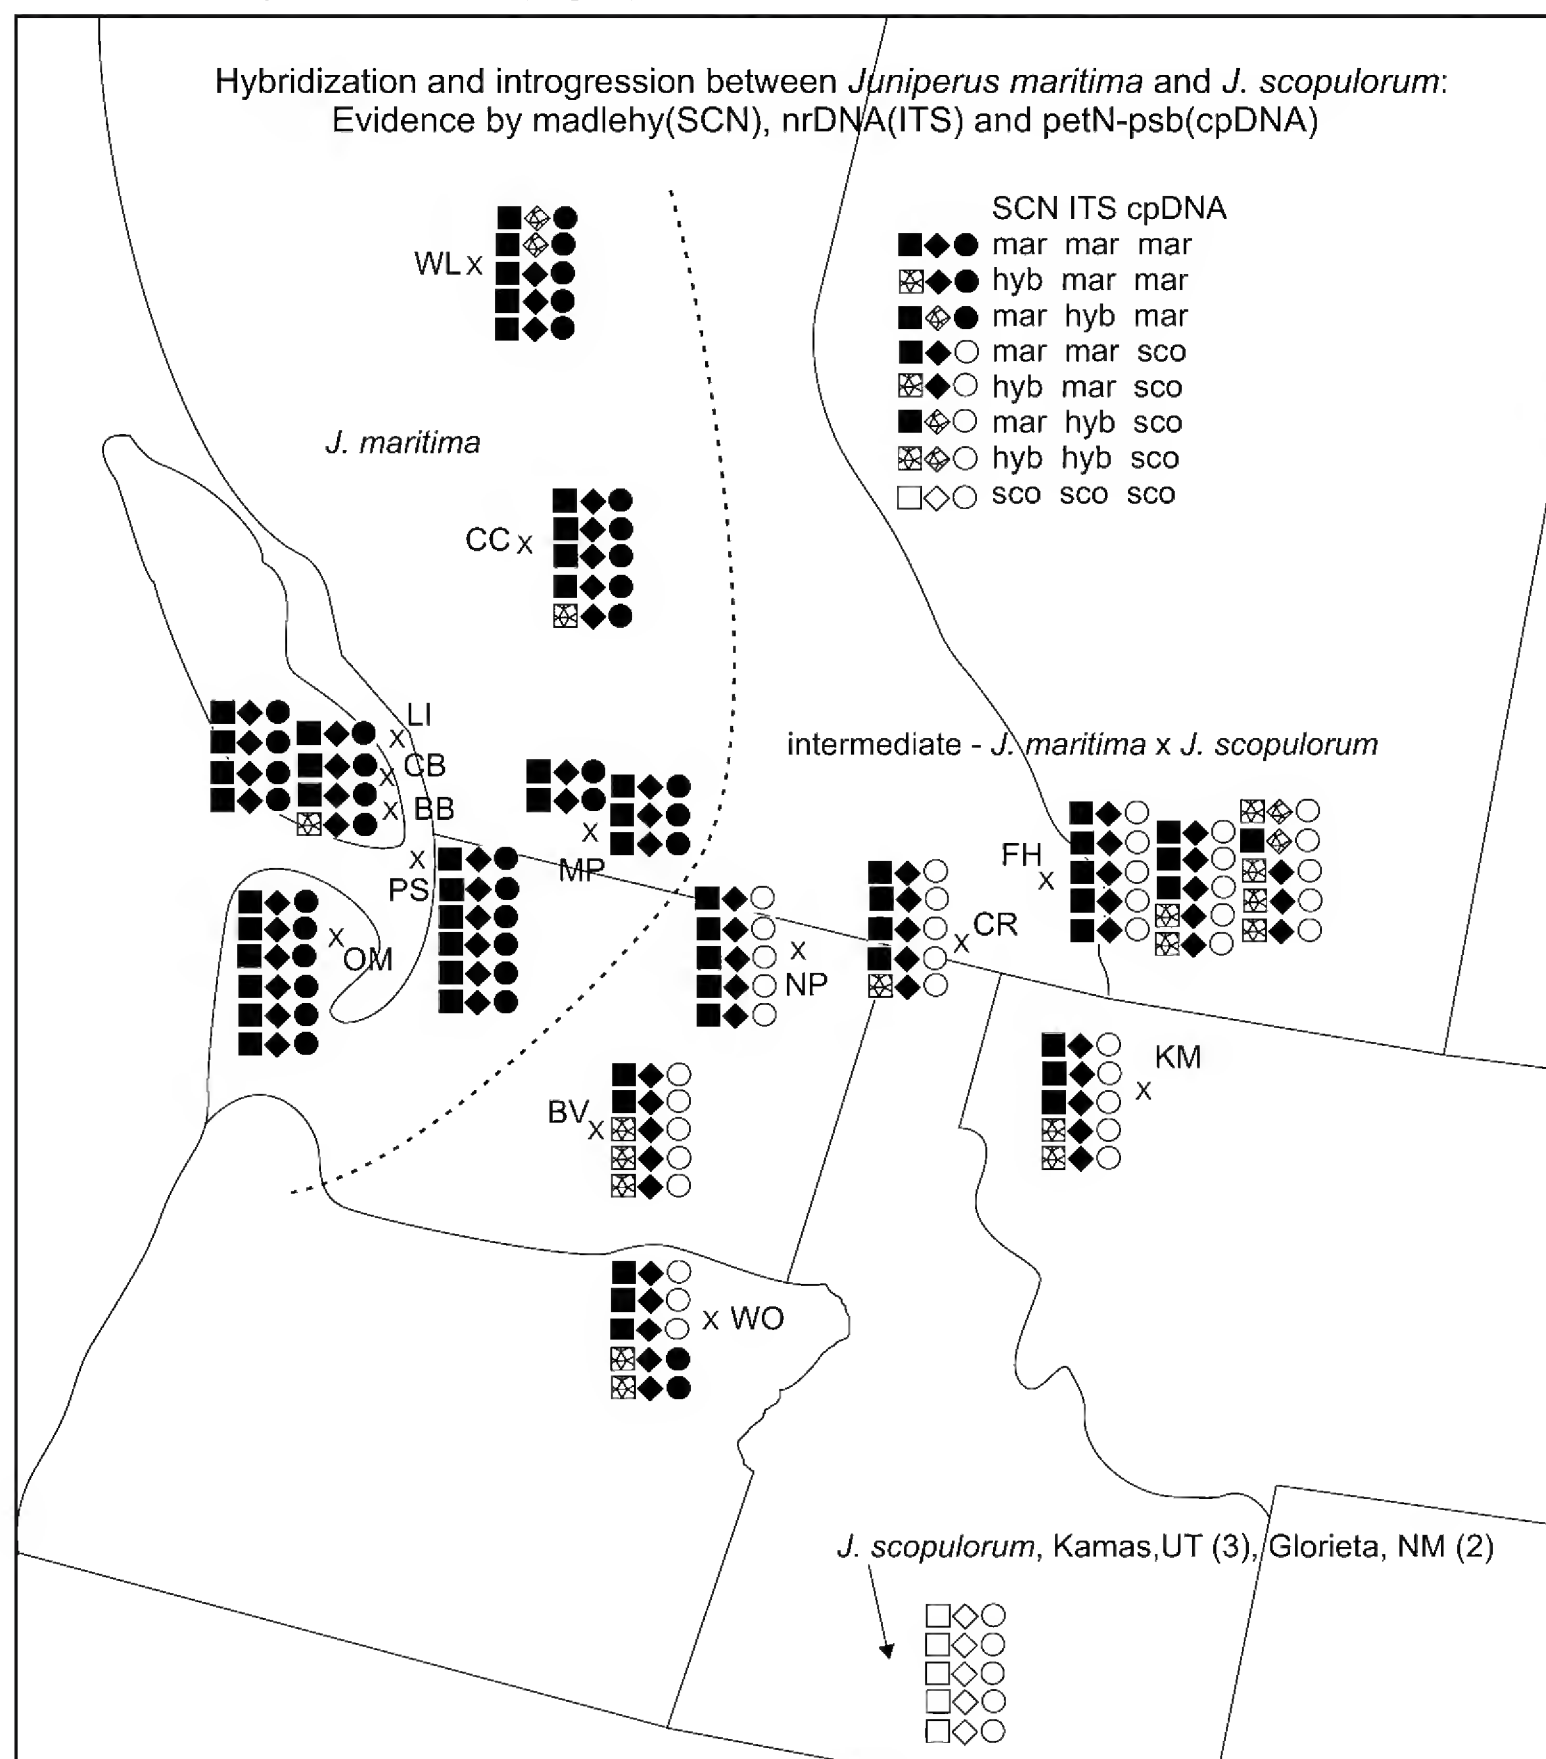 Hybridization and introgression between Juniperus maritima and J. scopulorum:
Evidence by madlehy(SCN), nrDNA(ITS) and petN-psb(cpDNA)
SCN ITS cpDNA
mar mar mar
hyb mar mar
mar hyb mar
mar mar sco
hyb mar sco
mar hyb sco
hyb hyb sco
sco sco sco
WL x
J. maritima
CC x
LI
x
CB
x
BB
x
intermediate - J. maritima x J. scopulorum
x
MP
x
PS
x
OM
FH
x
CR
x
x
NP
KM
x
BV
x
x WO
J. scopulorum, Kamas,UT (3), Glorieta, NM (2)